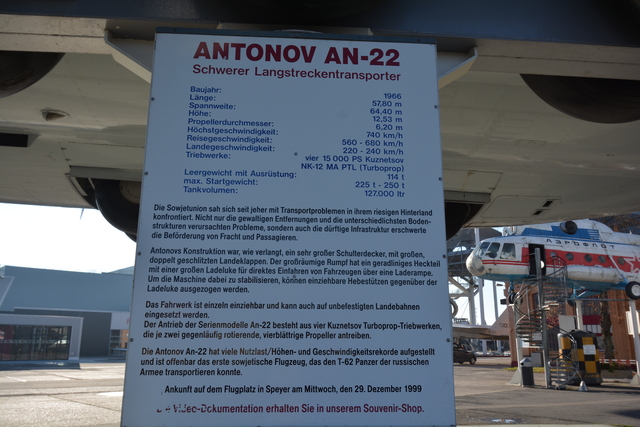 ANTONOV AN-22
Schwerer Langstreckentransporter
Baujahr: 1966
Länge: 57,80 m
Spannweite: 64,40 m
Höhe: 12,53 m
Propellerdurchmesser: 6,20 m
Höchstgeschwindigkeit: 740 km/h
Reisegeschwindigkeit: 560 - 680 km/h
Landegeschwindigkeit: 220 - 240 km/h
Triebwerke: vier 15 000 PS Kuznetsov
NK-12 MA PTL (Turboprop)
Leergewicht mit Ausrüstung: 114 t
max. Startgewicht: 225 t - 250 t
Tankvolumen: 127.000 ltr
Die Sowjetunion sah sich seit jeher mit Transportproblemen in ihrem riesigen Hinterland
konfrontiert. Nicht nur die gewaltigen Entfernungen und die unterschiedlichsten Boden-
strukturen verursachten Probleme, sondern auch die dürftige Infrastruktur erschwerte
die Beförderung von Fracht und Passagieren.
Antonovs Konstruktion war, wie verlangt, ein sehr großer Schulterdecker, mit großen,
doppelt geschlitzten Landeklappen. Der großräumige Rumpf hat ein geradliniges Heckteil
mit einer großen Ladeluke für direktes Einfahren von Fahrzeugen über eine Laderampe.
Um die Maschine dabei zu stabilisieren, können einziehbare Hebestützen gegenüber der
Ladeluke ausgezogen werden.
Das Fahrwerk ist einzeln einziehbar und kann auch auf unbefestigten Landebahnen
eingesetzt werden.
Der Antrieb der Serienmodelle An-22 besteht aus vier Kuznetsov Turboprop-Triebwerken,
die je zwei gegenläufig rotierende, vierblättrige Propeller antreiben.
Die Antonov An-22 hat viele Nutzlast/Höhen- und Geschwindigkeitsrekorde aufgestellt
und ist offenbar das erste sowjetische Flugzeug, das den T-62 Panzer der russischen
Armee transportieren konnte.
Ankunft auf dem Flugplatz in Speyer am Mittwoch, den 29. Dezember 1999
Video-Dokumentation erhalten Sie in unserem Souvenir-Shop.
АЭРОФЛОТ